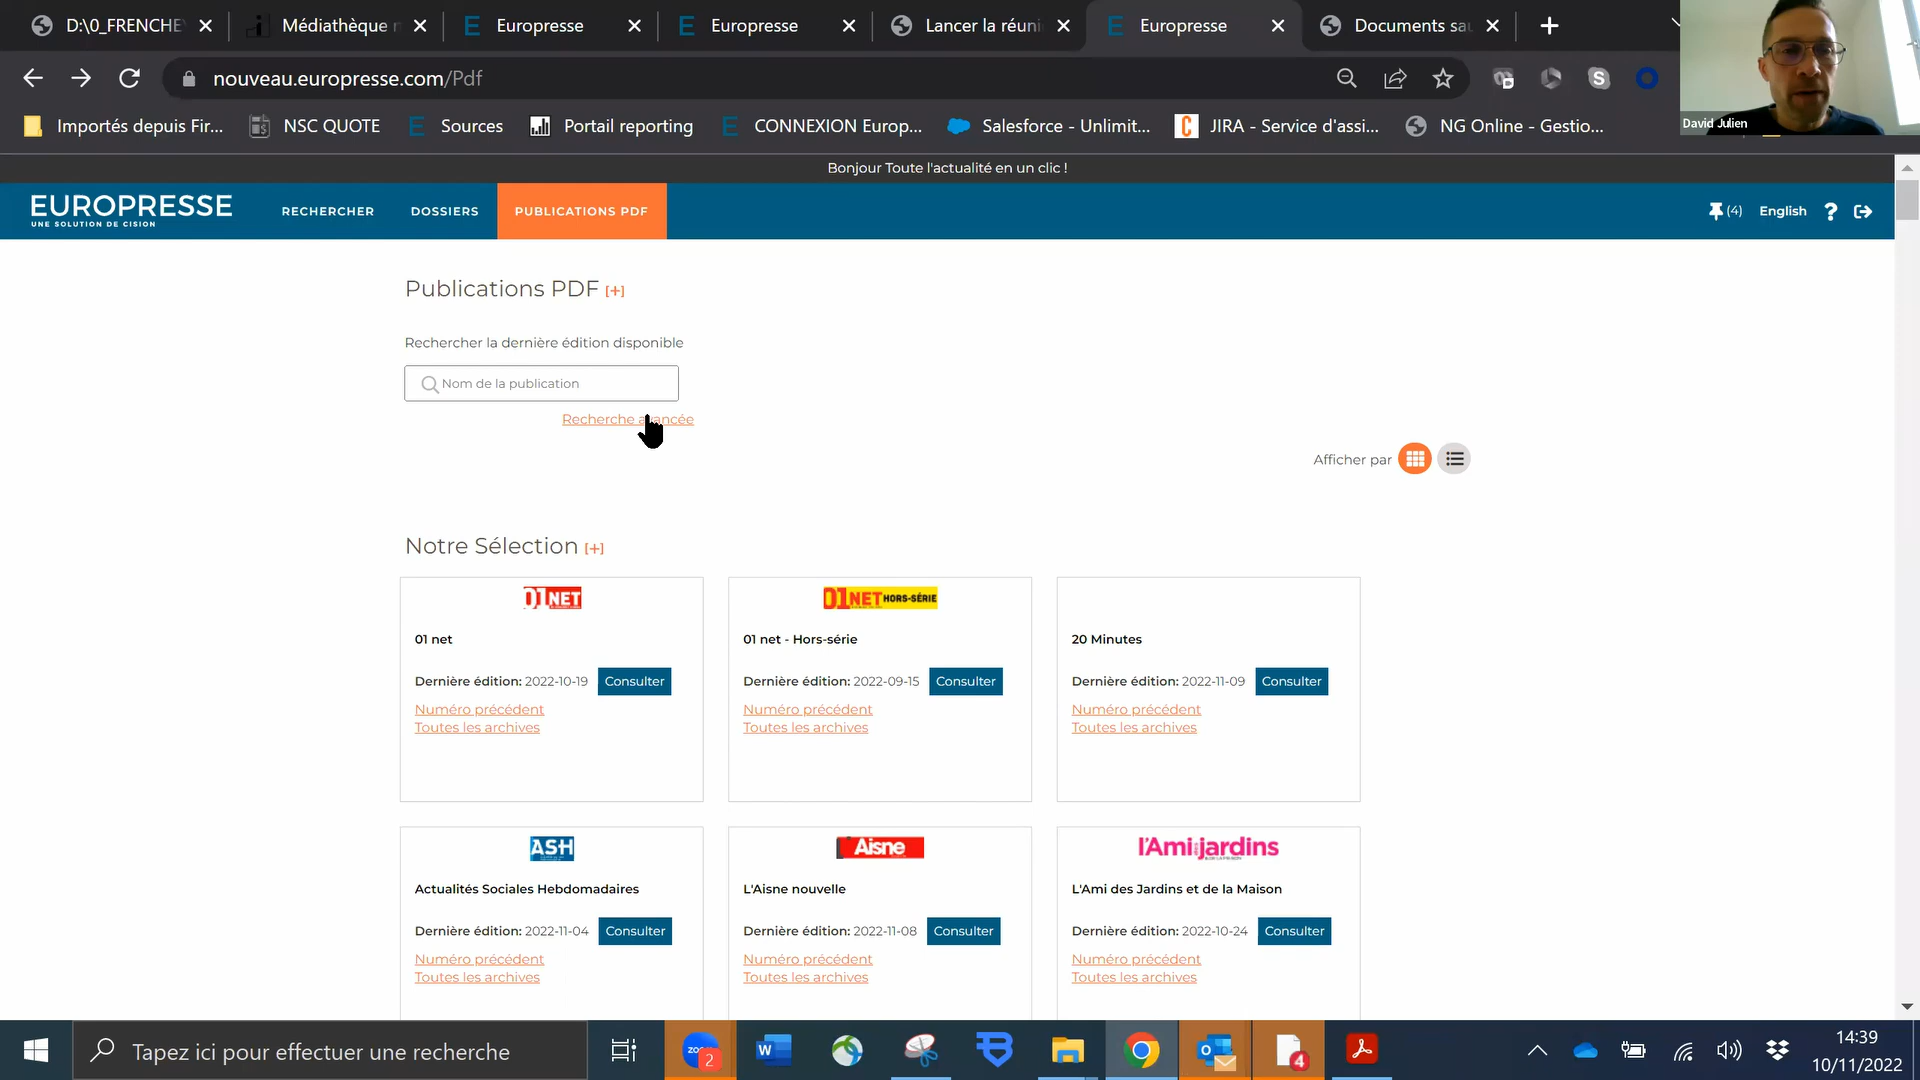 D:\0_FRENCHE
Médiathèque
Europresse
Europresse
Lancer la réuni
Europresse
Documents sau
nouveau.europresse.com/Pdf
David Julien
Importés depuis Fir...
NSC QUOTE
Sources
Portail reporting
CONNEXION Europ...
Salesforce - Unlimit...
JIRA - Service d'assi...
NG Online - Gestio...
Bonjour Toute l'actualité en un clic !
EUROPRESSE
UNE SOLUTION DE CISION
RECHERCHER
DOSSIERS
PUBLICATIONS PDF
(4)
English
?
Publications PDF [+]
Rechercher la dernière édition disponible
Nom de la publication
Recherche avancée
Afficher par
Notre Sélection [+]
01NET
01NET HORS-SÉRIE
01 net
01 net - Hors-série
20 Minutes
Dernière édition: 2022-10-19 Consulter
Dernière édition: 2022-09-15 Consulter
Dernière édition: 2022-11-09 Consulter
Numéro précédent
Numéro précédent
Numéro précédent
Toutes les archives
Toutes les archives
Toutes les archives
ASH
Aisne
l'Ami des jardins
Actualités Sociales Hebdomadaires
L'Aisne nouvelle
L'Ami des Jardins et de la Maison
Dernière édition: 2022-11-04 Consulter
Dernière édition: 2022-11-08 Consulter
Dernière édition: 2022-10-24 Consulter
Numéro précédent
Numéro précédent
Numéro précédent
Toutes les archives
Toutes les archives
Toutes les archives
Tapez ici pour effectuer une recherche
2
4
14:39
10/11/2022